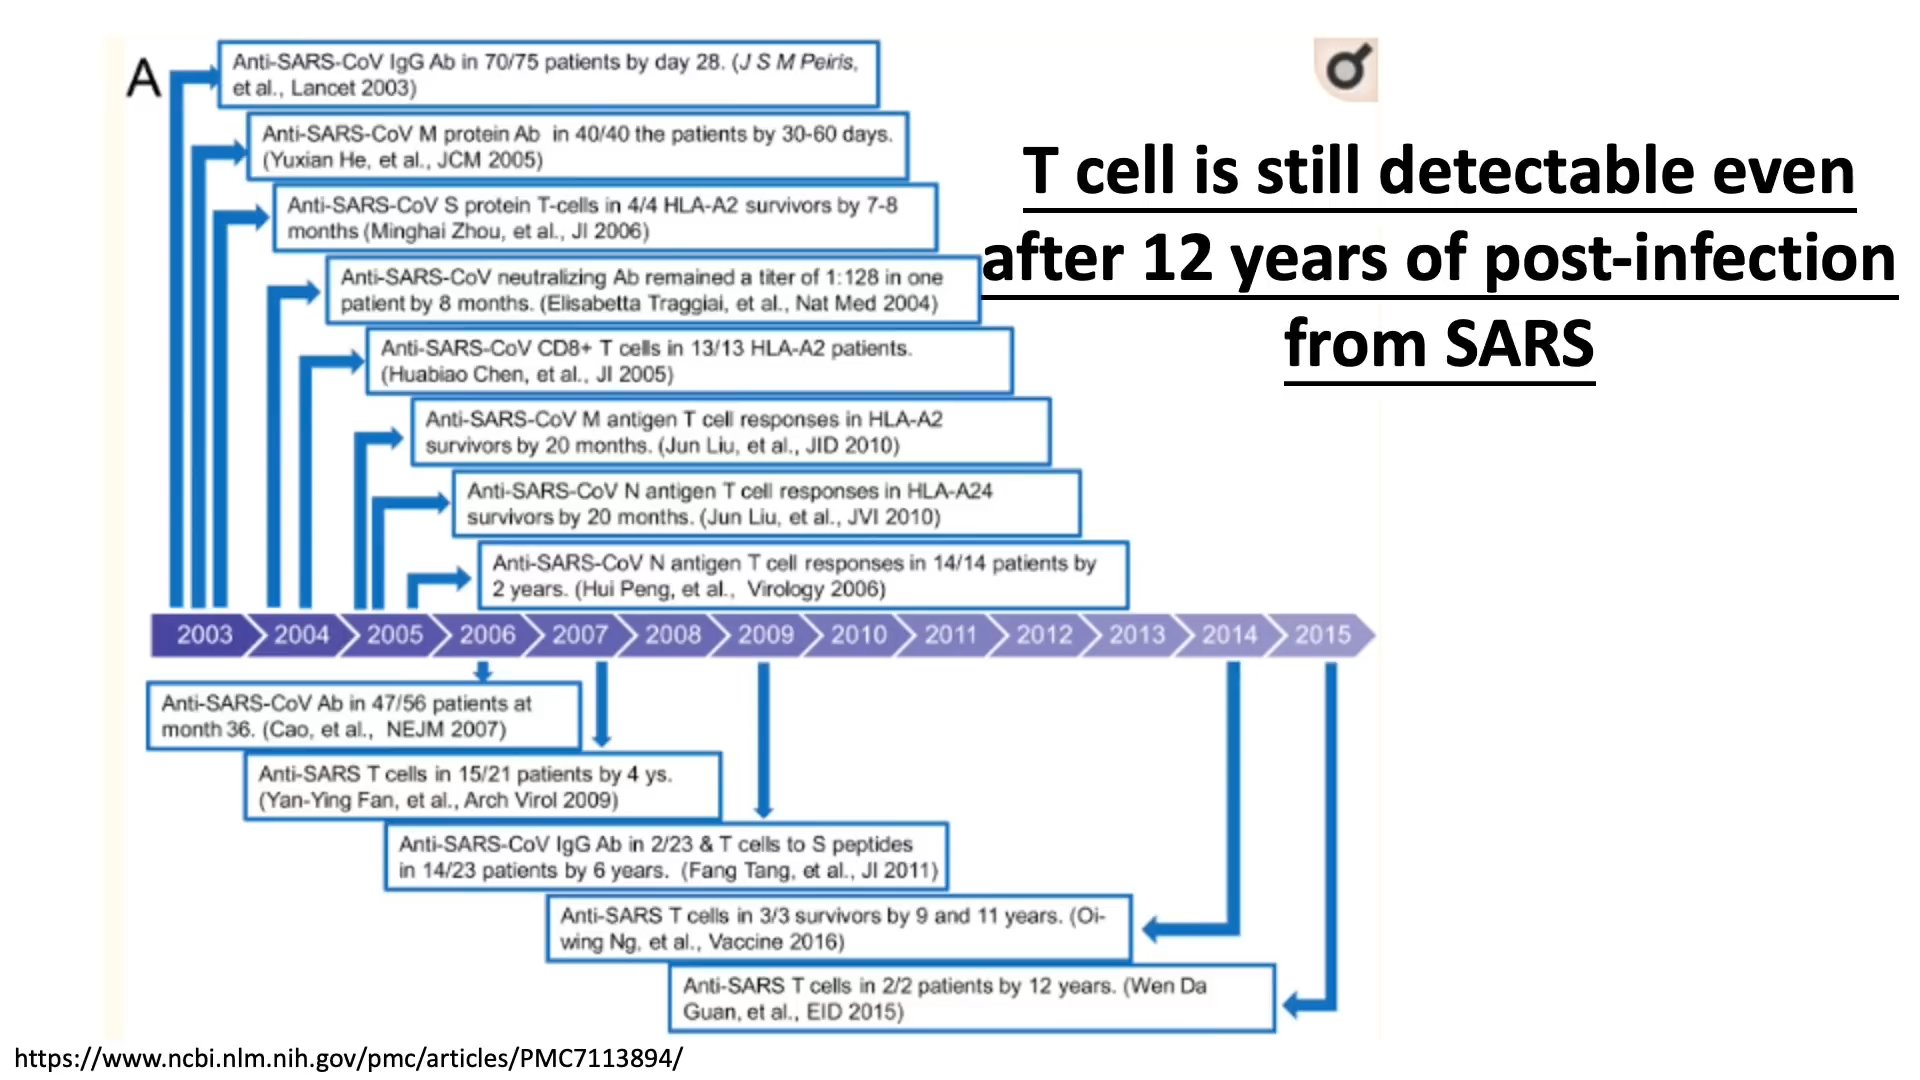 A
Anti-SARS-CoV IgG Ab in 70/75 patients by day 28. (J S M Peiris,
et al., Lancet 2003)
Anti-SARS-CoV M protein Ab in 40/40 the patients by 30-60 days.
(Yuxian He, et al., JCM 2005)
Anti-SARS-CoV S protein T-cells in 4/4 HLA-A2 survivors by 7-8
months (Minghai Zhou, et al., JI 2006)
Anti-SARS-CoV neutralizing Ab remained a titer of 1:128 in one
patient by 8 months. (Elisabetta Traggiai, et al., Nat Med 2004)
Anti-SARS-CoV CD8+ T cells in 13/13 HLA-A2 patients.
(Huabiao Chen, et al., JI 2005)
Anti-SARS-CoV M antigen T cell responses in HLA-A2
survivors by 20 months. (Jun Liu, et al., JID 2010)
Anti-SARS-CoV N antigen T cell responses in HLA-A24
survivors by 20 months. (Jun Liu, et al., JVI 2010)
Anti-SARS-CoV N antigen T cell responses in 14/14 patients by
2 years. (Hui Peng, et al., Virology 2006)
T cell is still detectable even
after 12 years of post-infection
from SARS
2003 2004 2005 2006 2007 2008 2009 2010 2011 2012 2013 2014 2015
Anti-SARS-CoV Ab in 47/56 patients at
month 36. (Cao, et al., NEJM 2007)
Anti-SARS T cells in 15/21 patients by 4 ys.
(Yan-Ying Fan, et al., Arch Virol 2009)
Anti-SARS-CoV IgG Ab in 2/23 & T cells to S peptides
in 14/23 patients by 6 years. (Fang Tang, et al., JI 2011)
Anti-SARS T cells in 3/3 survivors by 9 and 11 years. (Oi-
wing Ng, et al., Vaccine 2016)
Anti-SARS T cells in 2/2 patients by 12 years. (Wen Da
Guan, et al., EID 2015)
https://www.ncbi.nlm.nih.gov/pmc/articles/PMC7113894/